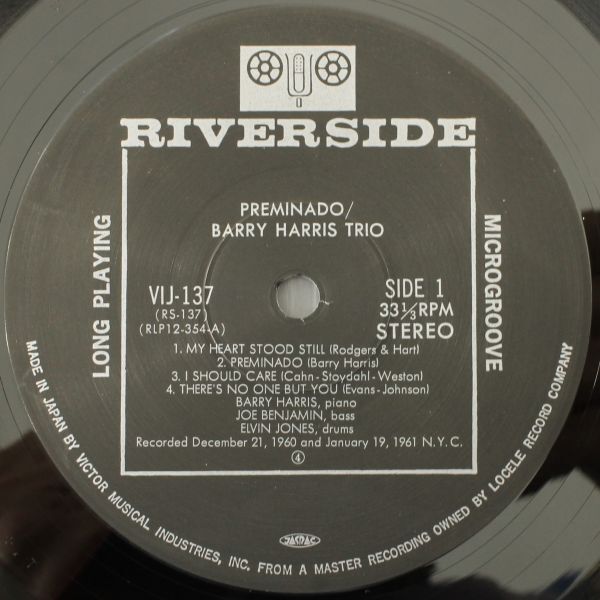 RIVERSIDE
PREMINADO/
BARRY HARRIS TRIO
LONG PLAYING
MICROGROOVE
VIJ-137
(RS-137)
(RLP12-354-A)
SIDE 1
33⅓RPM
STEREO
1. MY HEART STOOD STILL (Rodgers & Hart)
2. PREMINADO (Barry Harris)
3. I SHOULD CARE (Cahn-Stoydahl-Weston)
4. THERE'S NO ONE BUT YOU (Evans-Johnson)
BARRY HARRIS, piano
JOE BENJAMIN, bass
ELVIN JONES, drums
Recorded December 21, 1960 and January 19, 1961 N.Y.C.
④
JASRAC
MADE IN JAPAN BY VICTOR MUSICAL INDUSTRIES, INC. FROM A MASTER RECORDING OWNED BY LOCELE RECORD COMPANY